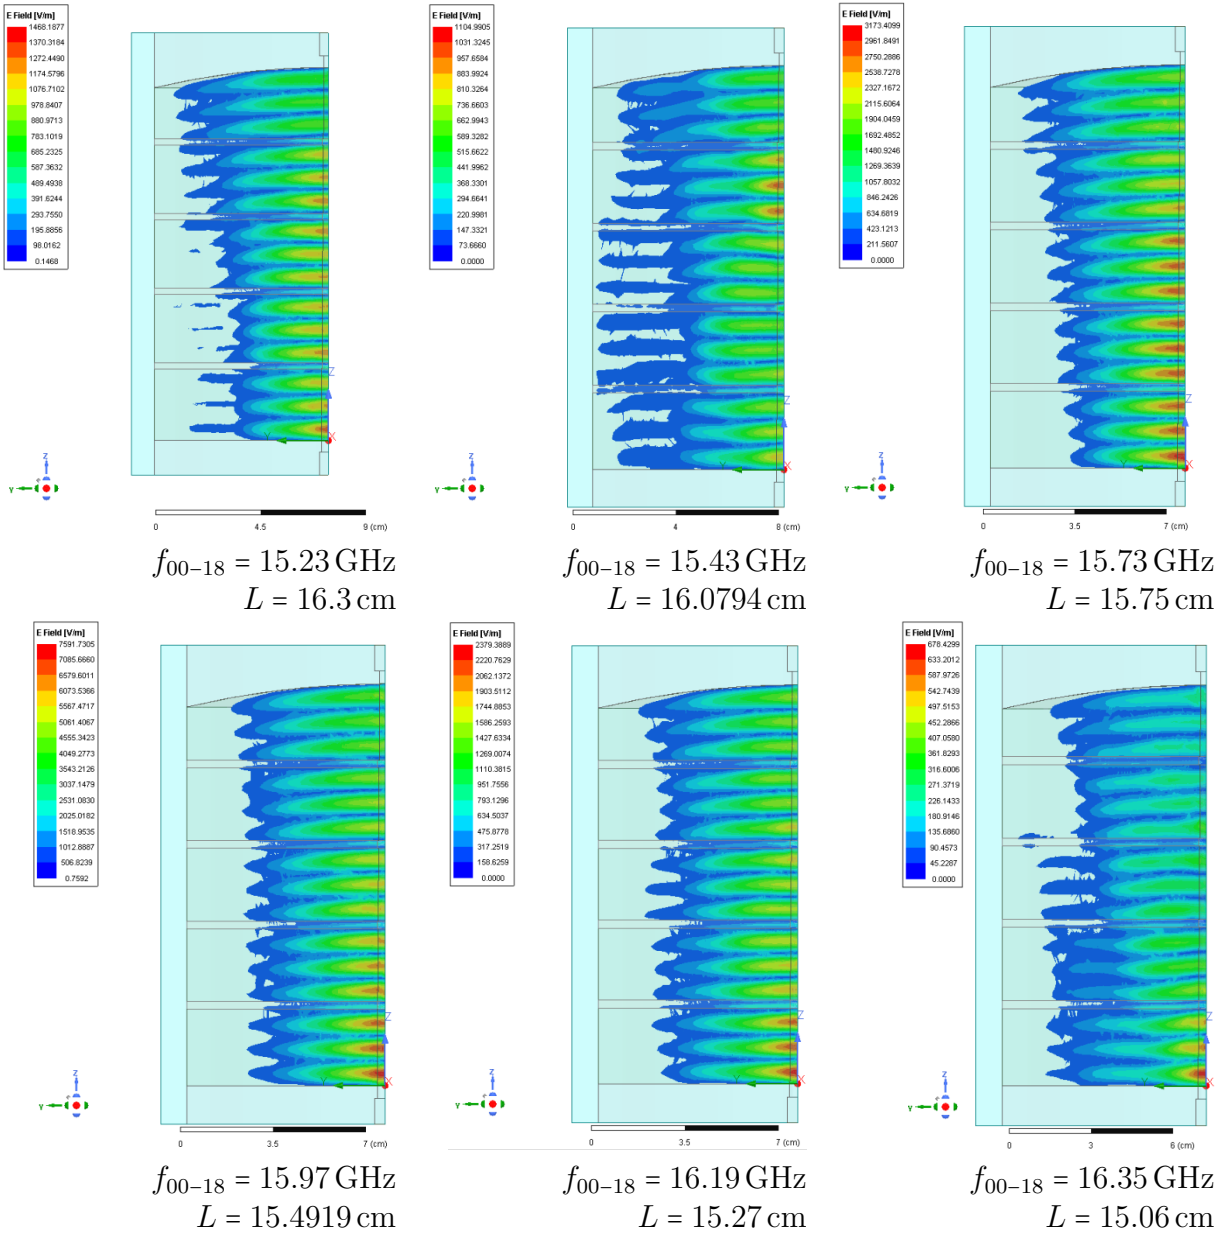 E Field [V/m]
1468.1877
1370.3184
1272.4490
1174.5796
1076.7102
978.8407
880.9713
783.1019
685.2325
587.3632
489.4938
391.6244
293.7550
195.8856
98.0162
0.1468
Z
Y
X
Z
Y
0
4.5
9 (cm)
f00−18 = 15.23 GHz
L = 16.3 cm
E Field [V/m]
1104.9905
1031.3245
957.6584
883.9924
810.3264
736.6603
662.9943
589.3282
515.6622
441.9962
368.3301
294.6641
220.9981
147.3321
73.6660
0.0000
Z
Y
X
Z
Y
0
4
8 (cm)
f00−18 = 15.43 GHz
L = 16.0794 cm
E Field [V/m]
3173.4099
2961.8491
2750.2886
2538.7278
2327.1672
2115.6064
1904.0459
1692.4852
1480.9246
1269.3639
1057.8032
846.2426
634.6819
423.1213
211.5607
0.0000
Z
Y
X
Z
Y
0
3.5
7 (cm)
f00−18 = 15.73 GHz
L = 15.75 cm
E Field [V/m]
7591.7305
7085.6660
6579.6011
6073.5366
5567.4717
5061.4067
4555.3423
4049.2773
3543.2126
3037.1479
2531.0830
2025.0182
1518.9535
1012.8887
506.8239
0.7592
Z
Y
X
Z
Y
0
3.5
7 (cm)
f00−18 = 15.97 GHz
L = 15.4919 cm
E Field [V/m]
2379.3889
2220.7629
2062.1372
1903.5112
1744.8853
1586.2593
1427.6334
1269.0074
1110.3815
951.7556
793.1296
634.5037
475.8778
317.2519
158.6259
0.0000
Z
Y
X
Z
Y
0
3.5
7 (cm)
f00−18 = 16.19 GHz
L = 15.27 cm
E Field [V/m]
678.4299
633.2012
587.9726
542.7439
497.5153
452.2866
407.0580
361.8293
316.6006
271.3719
226.1433
180.9146
135.6860
90.4573
45.2287
0.0000
Z
Y
X
Z
Y
0
3
6 (cm)
f00−18 = 16.35 GHz
L = 15.06 cm